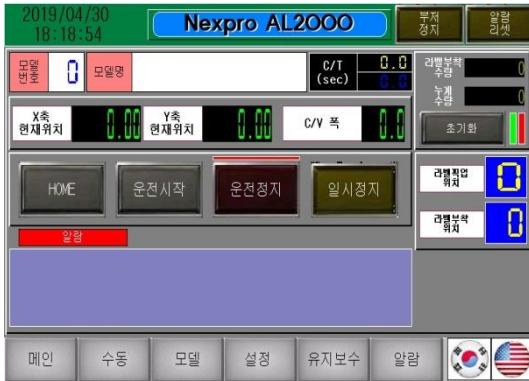 2019/04/30
18:18:54
Nexpro AL2000
부저
정지
알람
리셋
모델
번호
0
모델명
C/T
(sec)
0.0
0.0
라벨부착
수량
0
누계
수량
0
X축
현재위치
0.00
Y축
현재위치
0.00
C/V 폭
0.0
초기화
HOME
운전시작
운전정지
일시정지
라벨픽업
위치
0
라벨부착
위치
0
알람
메인
수동
모델
설정
유지보수
알람